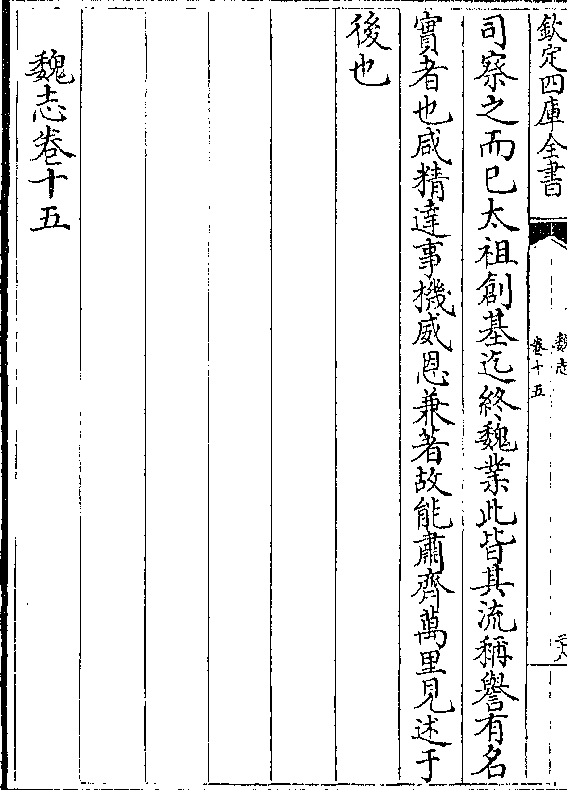 欽定四庫全書
魏志
卷十五
司察之而已太祖創基迄終魏業此皆其流稱譽有名
實者也咸精達事機威恩兼著故能肅齊萬里見述于
後也
魏志卷十五